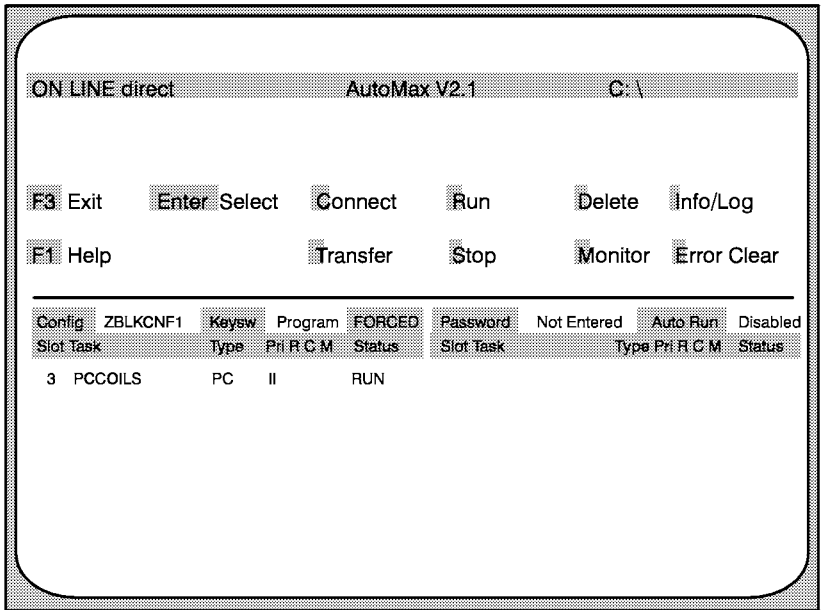 ON LINE direct AutoMax V2.1 C: \
F3 Exit Enter Select Connect Run Delete Info/Log
F1 Help Transfer Stop Monitor Error Clear
Config ZBLKCNF1 Keysw Program FORCED Password Not Entered Auto Run Disabled
Slot Task Type Pri R C M Status Slot Task Type Pri R C M Status
3 PCCOILS PC II RUN